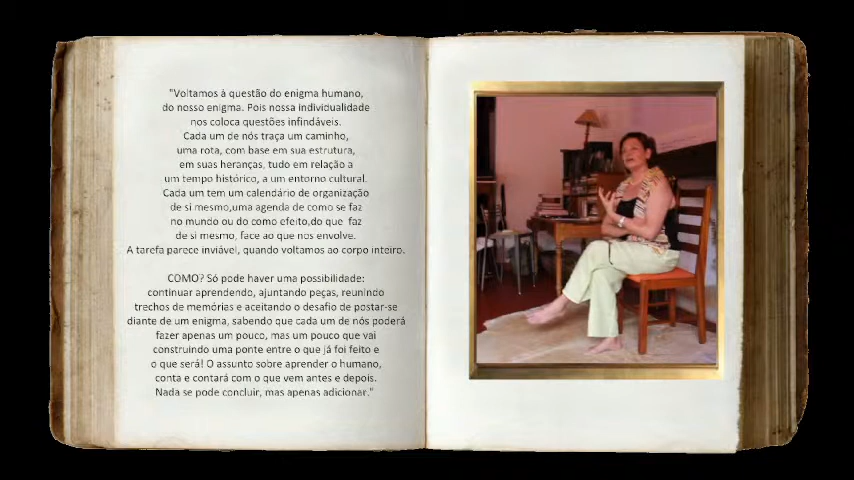 "Voltamos à questão do enigma humano,
do nosso enigma. Pois nossa individualidade
nos coloca questões infindáveis.
Cada um de nós traça um caminho,
uma rota, com base em sua estrutura,
em suas heranças, tudo em relação a
um tempo histórico, a um entorno cultural.
Cada um tem um calendário de organização
de si mesmo,uma agenda de como se faz
no mundo ou do como efeito,do que faz
de si mesmo, face ao que nos envolve.
A tarefa parece inviável, quando voltamos ao corpo inteiro.
COMO? Só pode haver uma possibilidade:
continuar aprendendo, ajuntando peças, reunindo
trechos de memórias e aceitando o desafio de postar-se
diante de um enigma, sabendo que cada um de nós poderá
fazer apenas um pouco, mas um pouco que vai
construindo uma ponte entre o que já foi feito e
o que será! O assunto sobre aprender o humano,
conta e contará com o que vem antes e depois.
Nada se pode concluir, mas apenas adicionar."